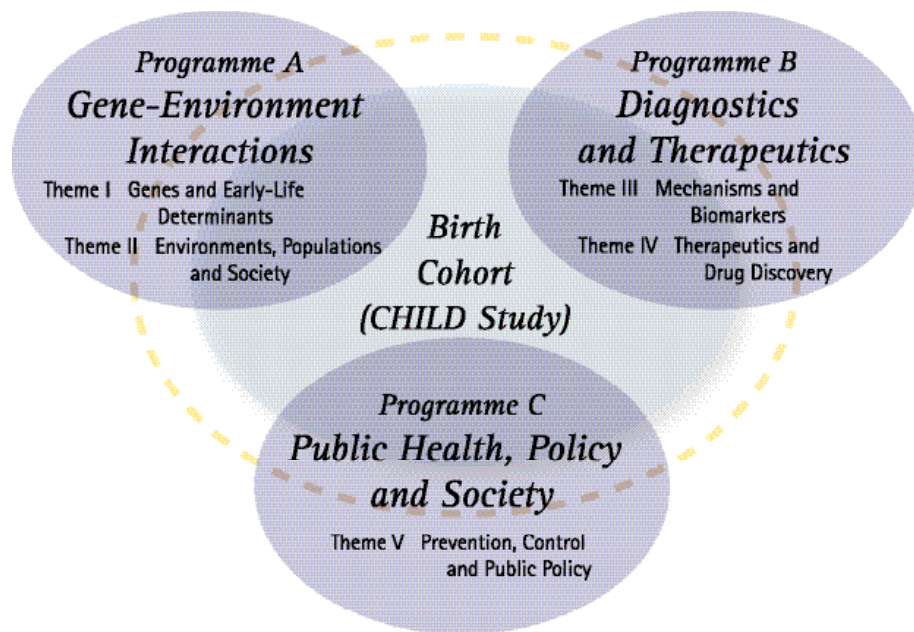 Programme A
Gene-Environment
Interactions
Theme I Genes and Early-Life
Determinants
Theme II Environments, Populations
and Society
Programme B
Diagnostics
and Therapeutics
Theme III Mechanisms and
Biomarkers
Theme IV Therapeutics and
Drug Discovery
Birth
Cohort
(CHILD Study)
Programme C
Public Health, Policy
and Society
Theme V Prevention, Control
and Public Policy